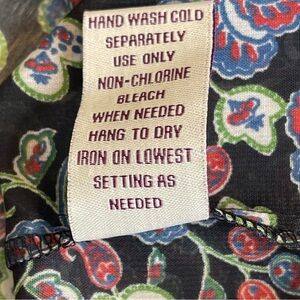 HAND WASH COLD
SEPARATELY
USE ONLY
NON-CHLORINE
BLEACH
WHEN NEEDED
HANG TO DRY
IRON ON LOWEST
SETTING AS
NEEDED